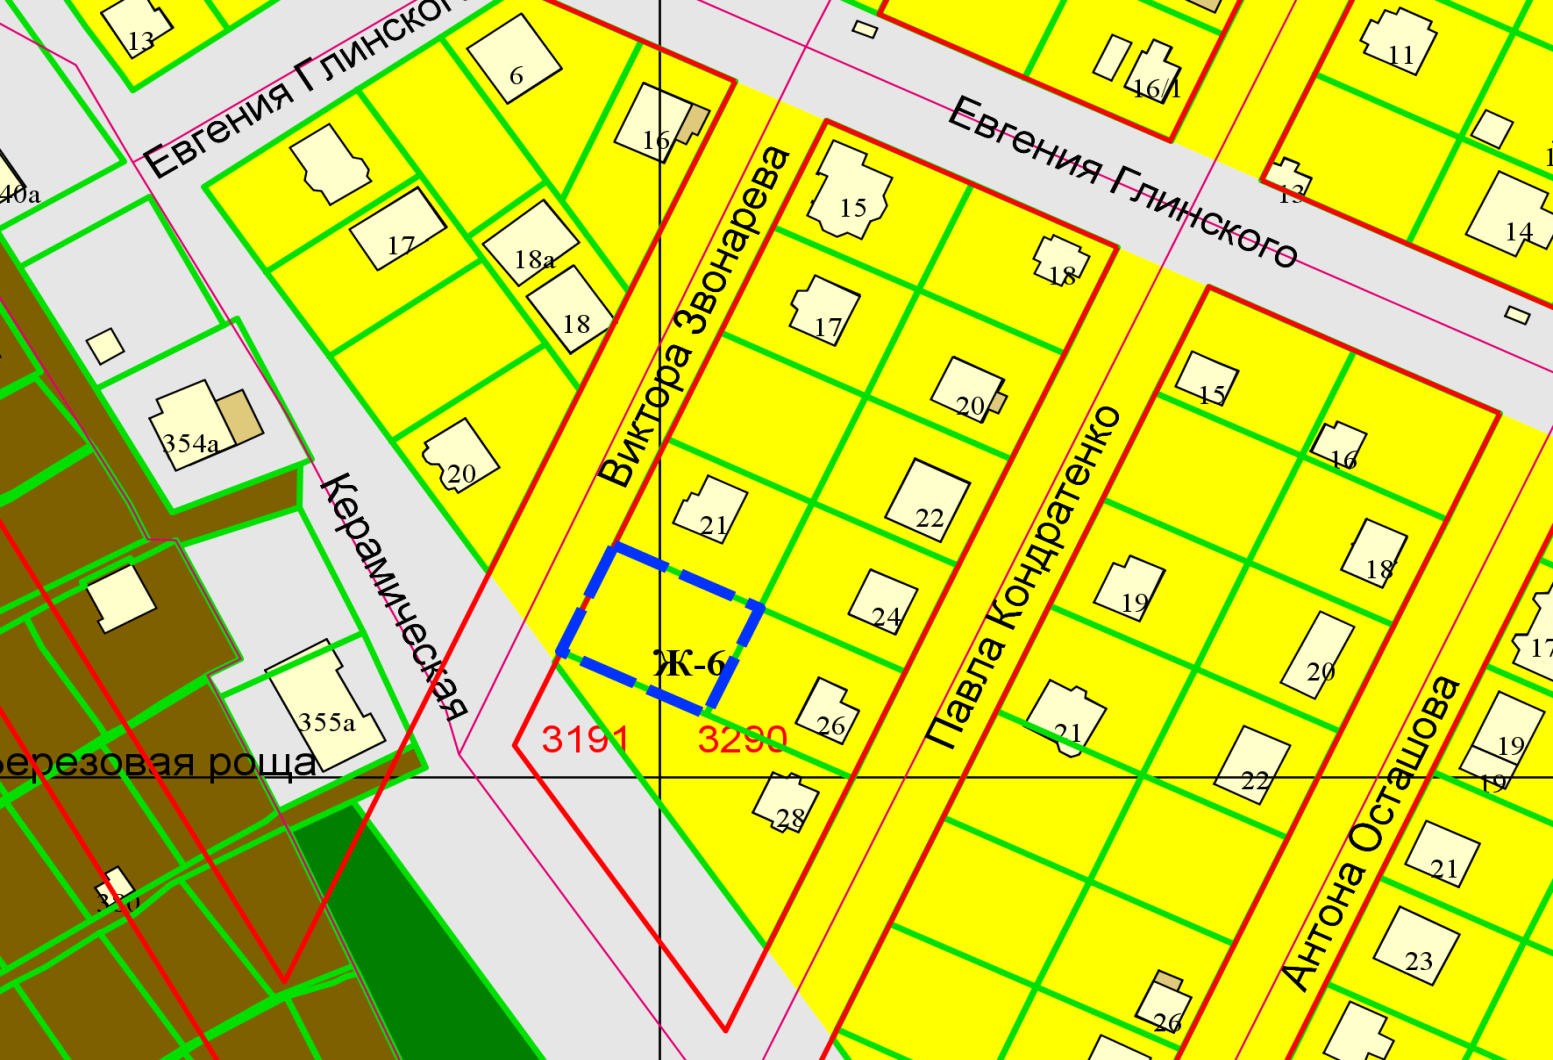 13
Евгения Глинского
6
16
16/1
11
Евгения Глинского
40а
17
18а
18
15
18
13
14
17
20
Виктора Звонарева
15
16
354а
20
21
22
18
Керамическая
24
19
Павла Кондратенко
20
17
Ж-6
26
21
22
19
19
355а
3191
3290
Березовая роща
28
Антона Осташова
21
23
26